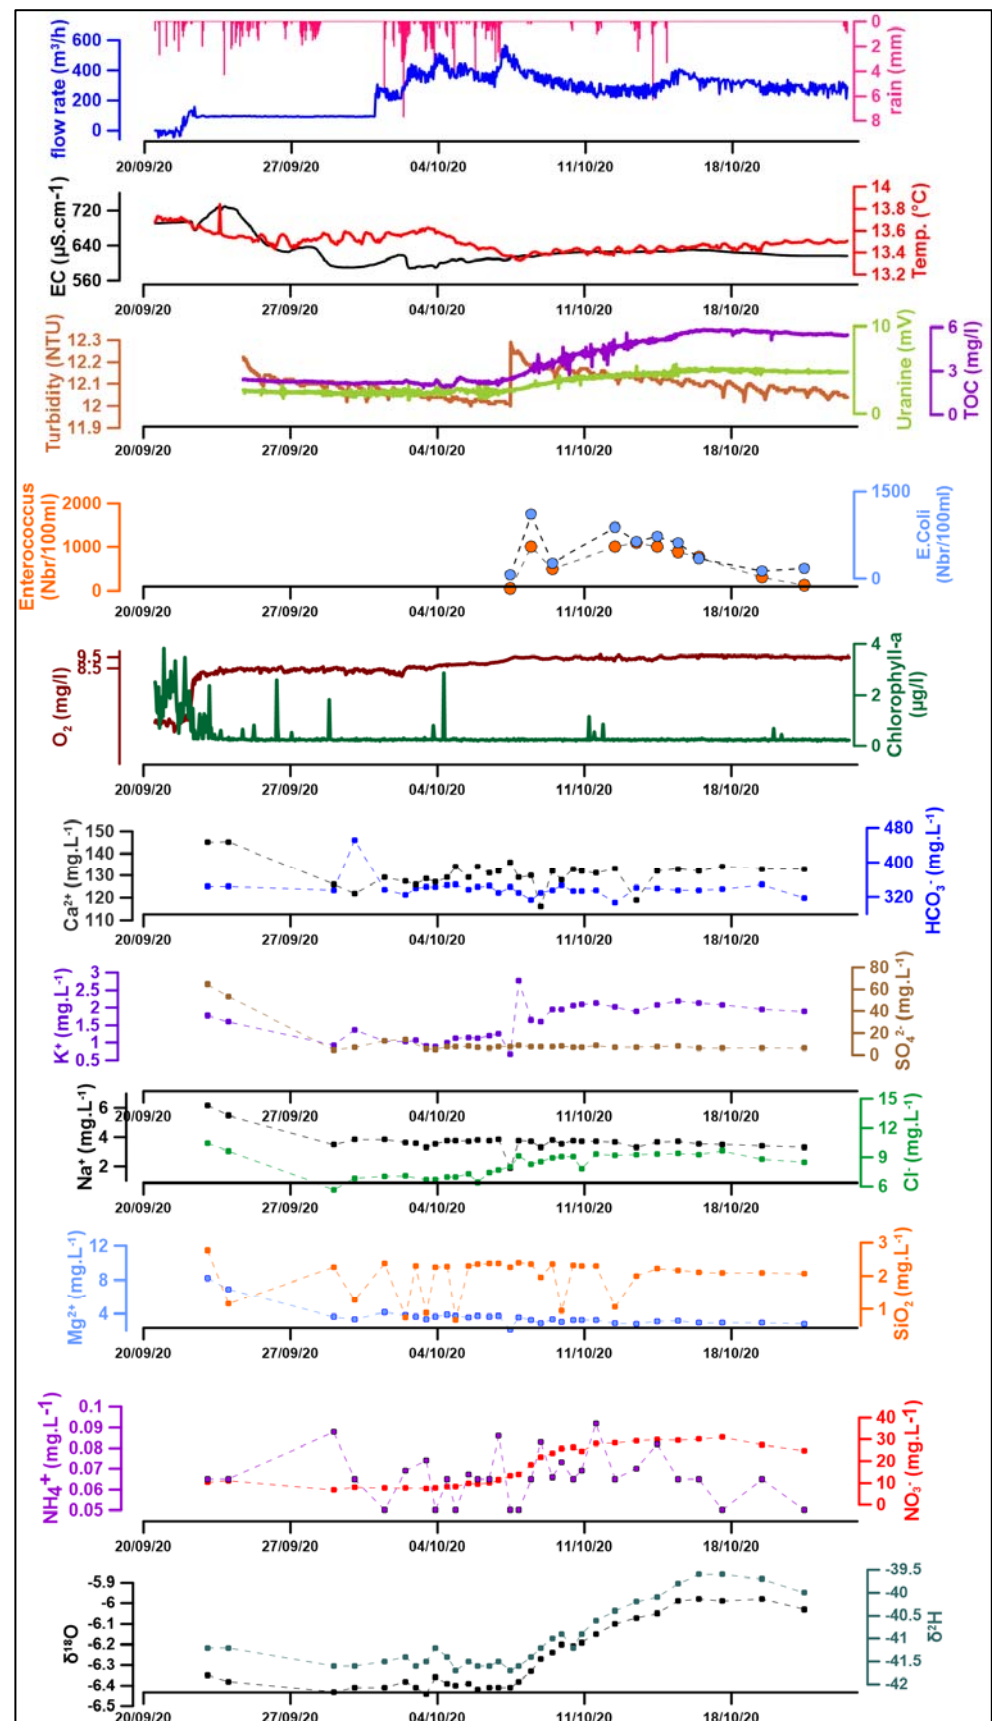 flow rate (m³/h)
600
400
200
0
0
2
4
6
8
rain (mm)
20/09/20 27/09/20 04/10/20 11/10/20 18/10/20
EC (µS.cm-1)
720
640
560
14
13.8
13.6
13.4
13.2
Temp. (°C)
20/09/20 27/09/20 04/10/20 11/10/20 18/10/20
Turbidity (NTU)
12.3
12.2
12.1
12
11.9
10
0
Uranine (mV)
6
3
0
TOC (mg/l)
20/09/20 27/09/20 04/10/20 11/10/20 18/10/20
Enterococcus
(Nbr/100ml)
2000
1000
0
1500
0
E.Coli
(Nbr/100ml)
20/09/20 27/09/20 04/10/20 11/10/20 18/10/20
O₂ (mg/l)
9.5
8.5
4
2
0
Chlorophyll-a
(µg/l)
20/09/20 27/09/20 04/10/20 11/10/20 18/10/20
Ca²⁺ (mg.L⁻¹)
150
140
130
120
110
480
400
320
HCO₃⁻ (mg.L⁻¹)
20/09/20 27/09/20 04/10/20 11/10/20 18/10/20
K⁺ (mg.L⁻¹)
3
2.5
2
1.5
1
0.5
80
60
40
20
0
SO₄²⁻ (mg.L⁻¹)
20/09/20 27/09/20 04/10/20 11/10/20 18/10/20
Na⁺ (mg.L⁻¹)
6
4
2
15
12
9
6
Cl⁻ (mg.L⁻¹)
20/09/20 27/09/20 04/10/20 11/10/20 18/10/20
Mg²⁺ (mg.L⁻¹)
12
8
4
3
2
1
SiO₂ (mg.L⁻¹)
20/09/20 27/09/20 04/10/20 11/10/20 18/10/20
NH4⁺ (mg.L-1)
0.1
0.09
0.08
0.07
0.06
0.05
40
30
20
10
0
NO₃⁻ (mg.L-1)
20/09/20 27/09/20 04/10/20 11/10/20 18/10/20
δ¹⁸O
-5.9
-6
-6.1
-6.2
-6.3
-6.4
-6.5
-39.5
-40
-40.5
-41
-41.5
-42
δ²H
20/09/20 27/09/20 04/10/20 11/10/20 18/10/20